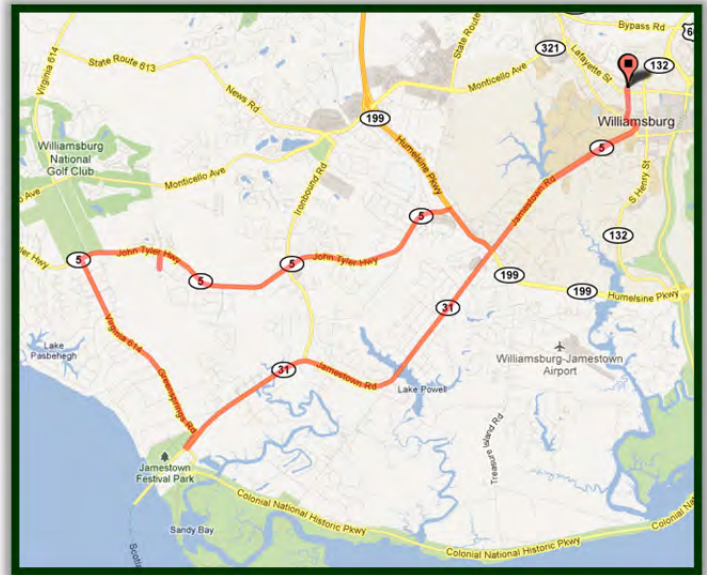 Bypass Rd
State Route
321
Lafayette St
132
Virginia 614
State Route 613
Monticello Ave
News Rd
199
Williamsburg
Humelsine Pkwy
5
Williamsburg
National
Golf Club
Monticello Ave
Ironbound Rd
Jamestown Rd
S Henry St
5
132
John Tyler Hwy
5
5
John Tyler Hwy
5
199
199
Humelsine Pkwy
Virginia 614
31
Lake
Pasbehegh
Williamsburg-Jamestown
Airport
Greensprings Rd
31
Jamestown Rd
Lake Powell
Treasure Island Rd
Jamestown
Festival Park
Colonial National Historic Pkwy
Sandy Bay
Colonial National Historic Pkwy